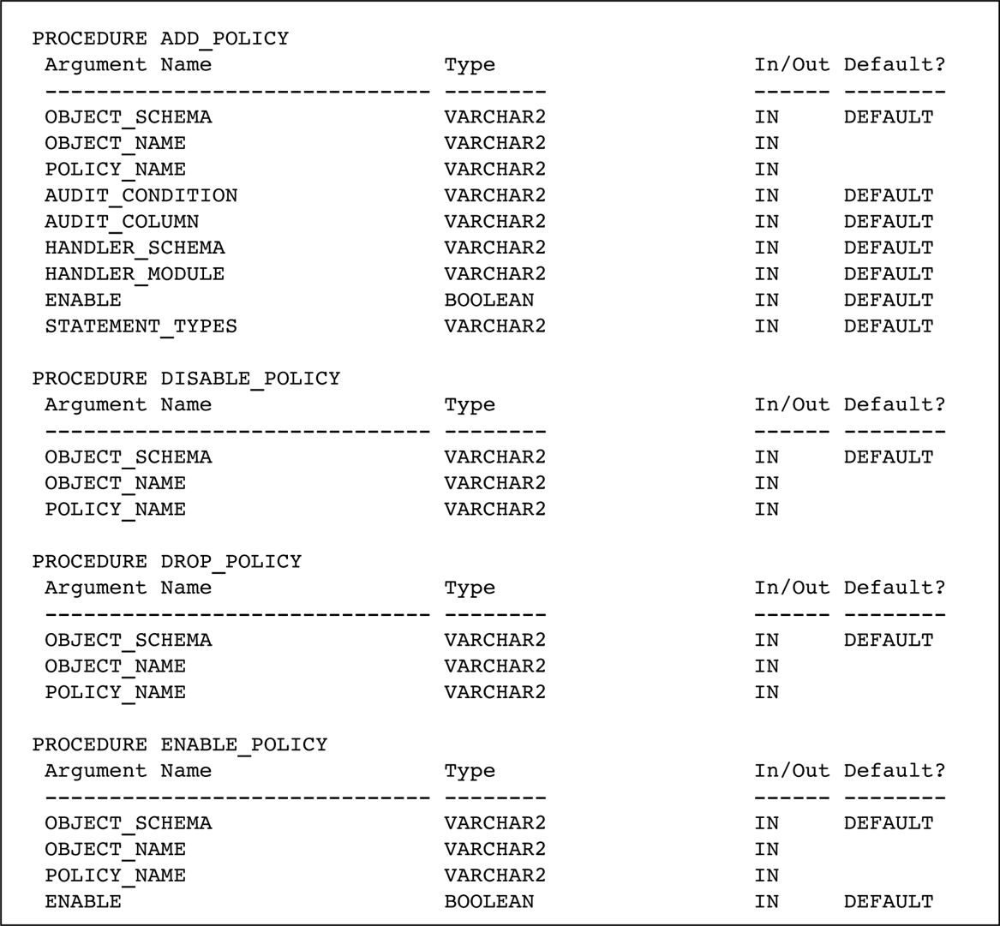 PROCEDURE ADD_POLICY
Argument Name Type In/Out Default?
------------------------------ -------- ------ --------
OBJECT_SCHEMA VARCHAR2 IN DEFAULT
OBJECT_NAME VARCHAR2 IN
POLICY_NAME VARCHAR2 IN
AUDIT_CONDITION VARCHAR2 IN DEFAULT
AUDIT_COLUMN VARCHAR2 IN DEFAULT
HANDLER_SCHEMA VARCHAR2 IN DEFAULT
HANDLER_MODULE VARCHAR2 IN DEFAULT
ENABLE BOOLEAN IN DEFAULT
STATEMENT_TYPES VARCHAR2 IN DEFAULT
PROCEDURE DISABLE_POLICY
Argument Name Type In/Out Default?
------------------------------ -------- ------ --------
OBJECT_SCHEMA VARCHAR2 IN DEFAULT
OBJECT_NAME VARCHAR2 IN
POLICY_NAME VARCHAR2 IN
PROCEDURE DROP_POLICY
Argument Name Type In/Out Default?
------------------------------ -------- ------ --------
OBJECT_SCHEMA VARCHAR2 IN DEFAULT
OBJECT_NAME VARCHAR2 IN
POLICY_NAME VARCHAR2 IN
PROCEDURE ENABLE_POLICY
Argument Name Type In/Out Default?
------------------------------ -------- ------ --------
OBJECT_SCHEMA VARCHAR2 IN DEFAULT
OBJECT_NAME VARCHAR2 IN
POLICY_NAME VARCHAR2 IN
ENABLE BOOLEAN IN DEFAULT